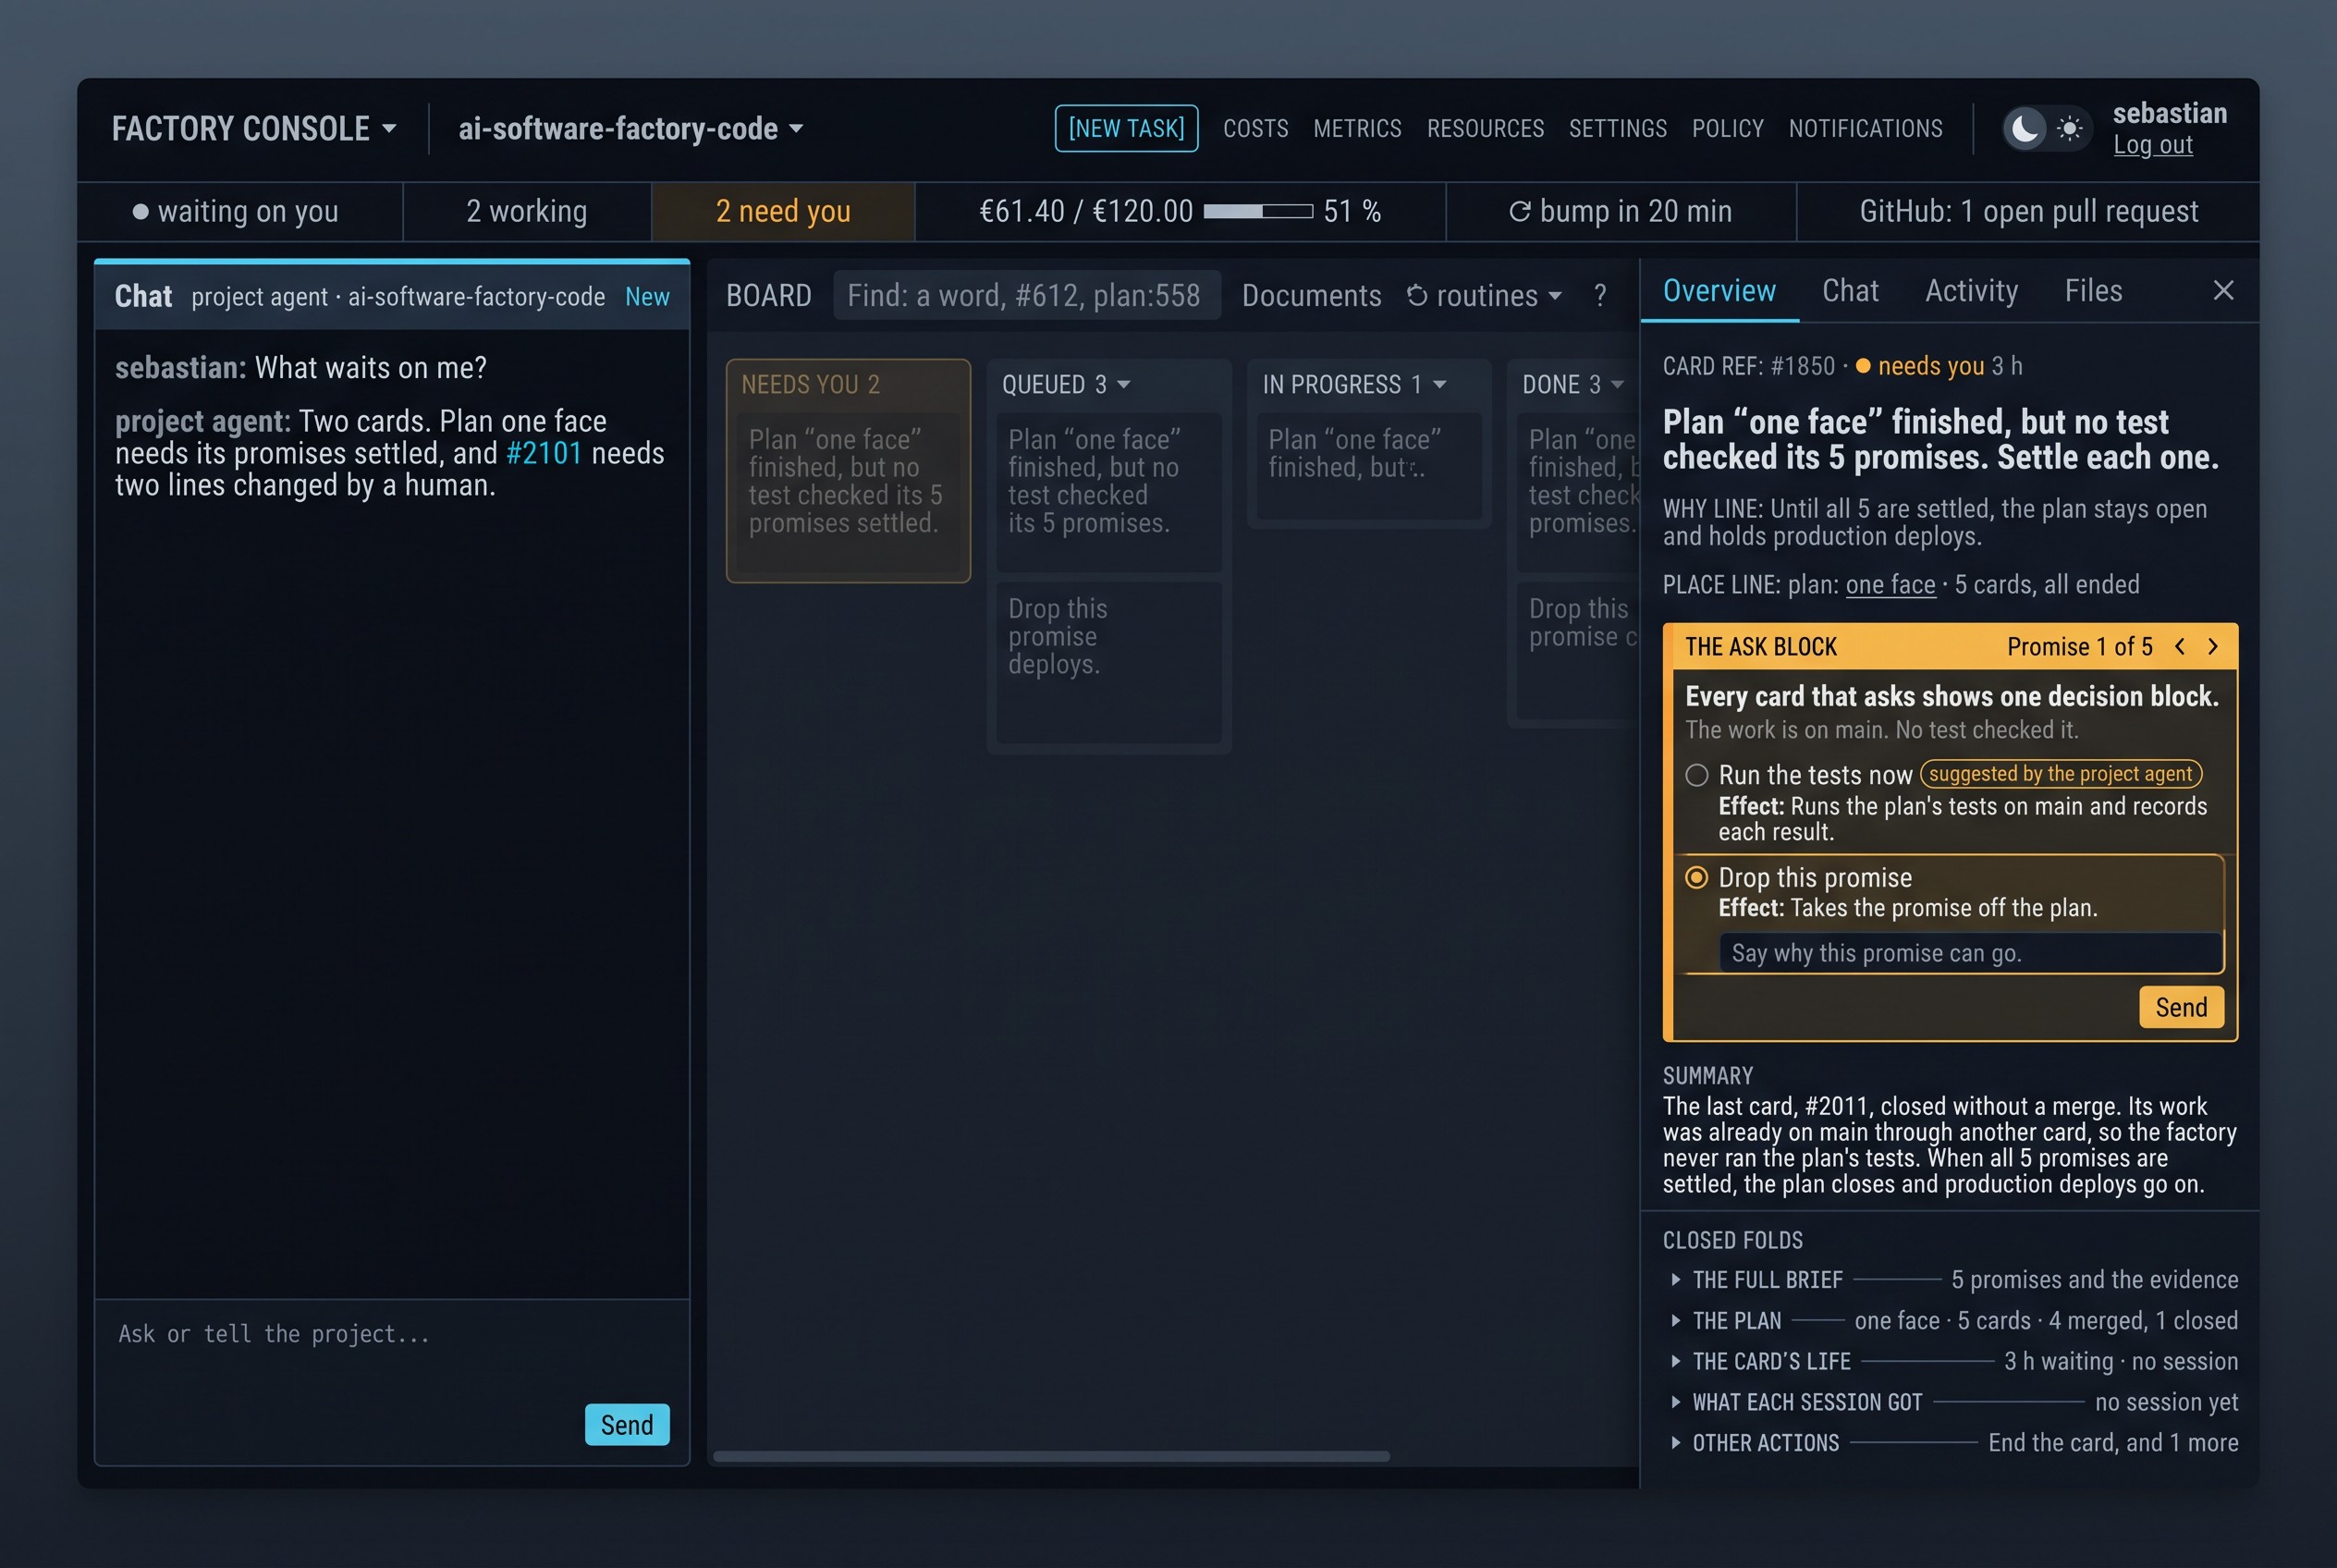 FACTORY CONSOLE
ai-software-factory-code
[NEW TASK]
COSTS
METRICS
RESOURCES
SETTINGS
POLICY
NOTIFICATIONS
sebastian
Log out
waiting on you
2 working
2 need you
€61.40 / €120.00 51 %
bump in 20 min
GitHub: 1 open pull request
Chat project agent · ai-software-factory-code New
sebastian: What waits on me?
project agent: Two cards. Plan one face
needs its promises settled, and #2101 needs
two lines changed by a human.
Ask or tell the project...
Send
BOARD
Find: a word, #612, plan:558
Documents
routines
?
NEEDS YOU 2
Plan “one face”
finished, but no
test checked its 5
promises settled.
QUEUED 3
Plan “one face”
finished, but no
test checked
its 5 promises.
Drop this
promise
deploys.
IN PROGRESS 1
Plan “one face”
finished, but..
DONE 3
Plan “one
finished, b
test check
promises.
Drop this
promise c
Overview
Chat
Activity
Files
CARD REF: #1850 · needs you 3 h
Plan “one face” finished, but no test
checked its 5 promises. Settle each one.
WHY LINE: Until all 5 are settled, the plan stays open
and holds production deploys.
PLACE LINE: plan: one face · 5 cards, all ended
THE ASK BLOCK
Promise 1 of 5
Every card that asks shows one decision block.
The work is on main. No test checked it.
Run the tests now suggested by the project agent
Effect: Runs the plan's tests on main and records
each result.
Drop this promise
Effect: Takes the promise off the plan.
Say why this promise can go.
Send
SUMMARY
The last card, #2011, closed without a merge. Its work
was already on main through another card, so the factory
never ran the plan's tests. When all 5 promises are
settled, the plan closes and production deploys go on.
CLOSED FOLDS
THE FULL BRIEF 5 promises and the evidence
THE PLAN one face · 5 cards · 4 merged, 1 closed
THE CARD'S LIFE 3 h waiting · no session
WHAT EACH SESSION GOT no session yet
OTHER ACTIONS End the card, and 1 more